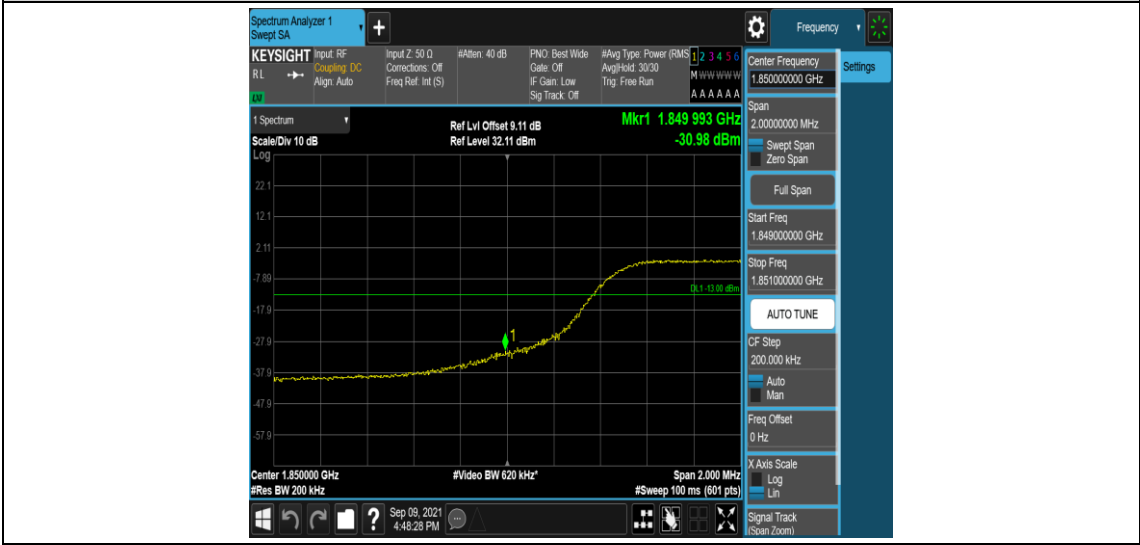 Spectrum Analyzer 1
Swept SA
+
Frequency
KEYSIGHT
R L
LM
Input: RF
Coupling: DC
Align: Auto
Input Z: 50 Ω
Corrections: Off
Freq Ref: Int (S)
#Atten: 40 dB
PNO: Best Wide
Gate: Off
IF Gain: Low
Sig Track: Off
#Avg Type: Power (RMS
Avg|Hold: 30/30
Trig: Free Run
1 2 3 4 5 6
M W W W W W
A A A A A A
1 Spectrum
Scale/Div 10 dB
Log
Ref Lvl Offset 9.11 dB
Ref Level 32.11 dBm
Mkr1 1.849 993 GHz
-30.98 dBm
22.1
12.1
2.11
-7.89
DL1 -13.00 dBm
-17.9
1
-27.9
-37.9
-47.9
-57.9
Center 1.850000 GHz
#Video BW 620 kHz*
Span 2.000 MHz
#Res BW 200 kHz
#Sweep 100 ms (601 pts)
?
Sep 09, 2021
4:48:28 PM
Center Frequency
1.850000000 GHz
Settings
Span
2.00000000 MHz
Swept Span
Zero Span
Full Span
Start Freq
1.849000000 GHz
Stop Freq
1.851000000 GHz
AUTO TUNE
CF Step
200.000 kHz
Auto
Man
Freq Offset
0 Hz
X Axis Scale
Log
Lin
Signal Track
(Span Zoom)